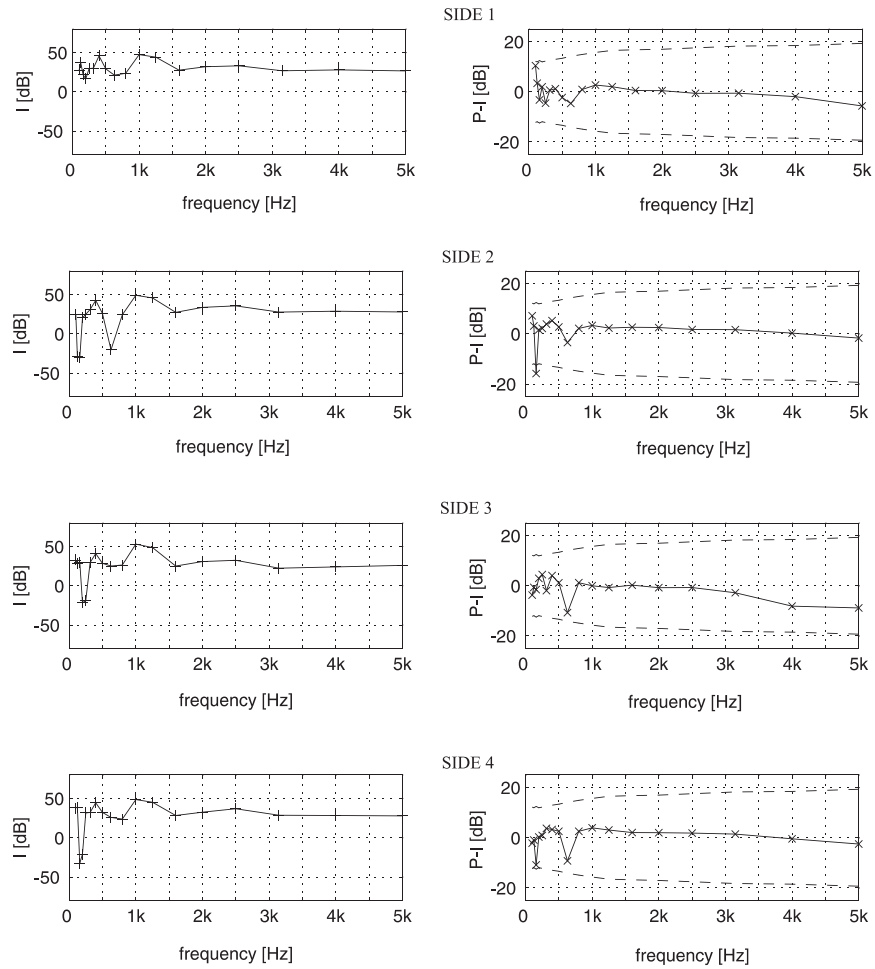 SIDE 1
50
0
-50
I [dB]
0 1k 2k 3k 4k 5k
frequency [Hz]
20
0
-20
P-I [dB]
0 1k 2k 3k 4k 5k
frequency [Hz]
SIDE 2
50
0
-50
I [dB]
0 1k 2k 3k 4k 5k
frequency [Hz]
20
0
-20
P-I [dB]
0 1k 2k 3k 4k 5k
frequency [Hz]
SIDE 3
50
0
-50
I [dB]
0 1k 2k 3k 4k 5k
frequency [Hz]
20
0
-20
P-I [dB]
0 1k 2k 3k 4k 5k
frequency [Hz]
SIDE 4
50
0
-50
I [dB]
0 1k 2k 3k 4k 5k
frequency [Hz]
20
0
-20
P-I [dB]
0 1k 2k 3k 4k 5k
frequency [Hz]